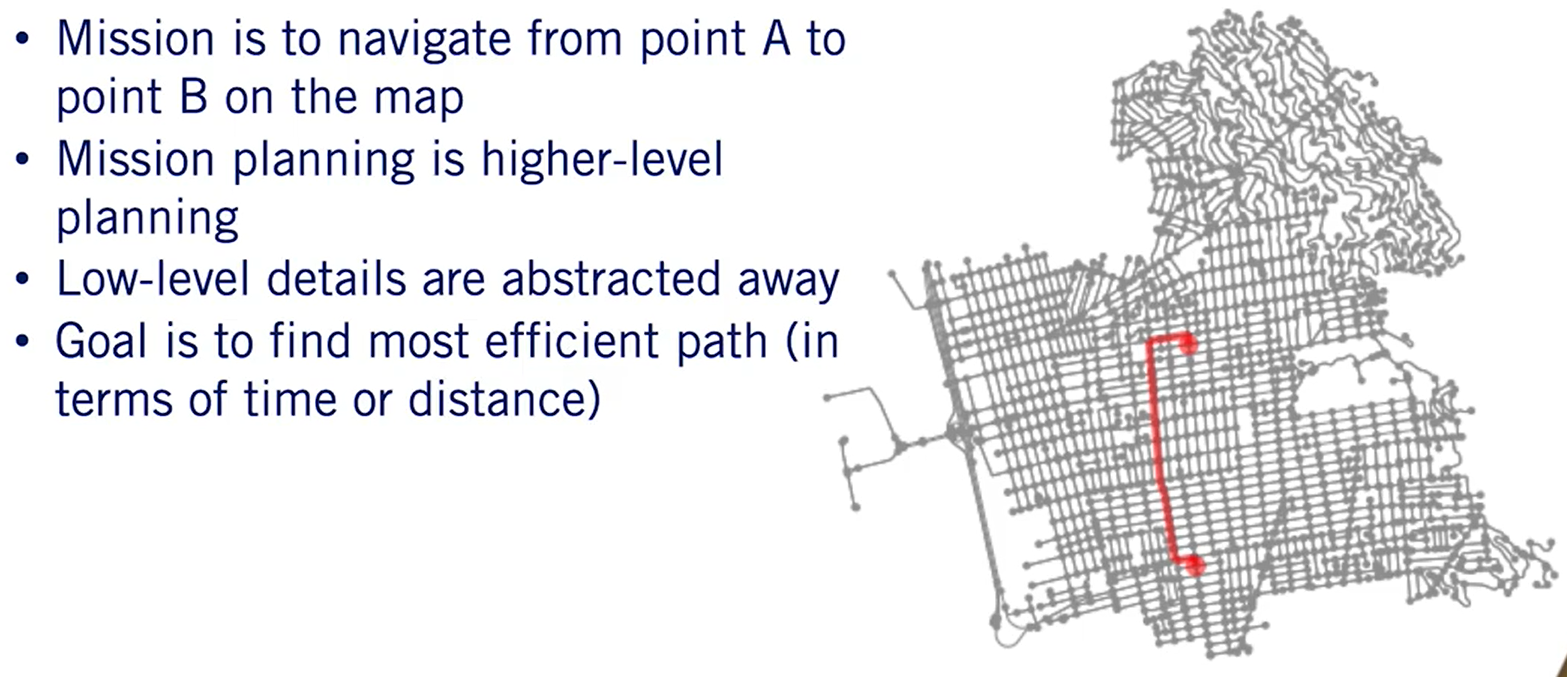 • Mission is to navigate from point A to
point B on the map
• Mission planning is higher-level
planning
• Low-level details are abstracted away
• Goal is to find most efficient path (in
terms of time or distance)